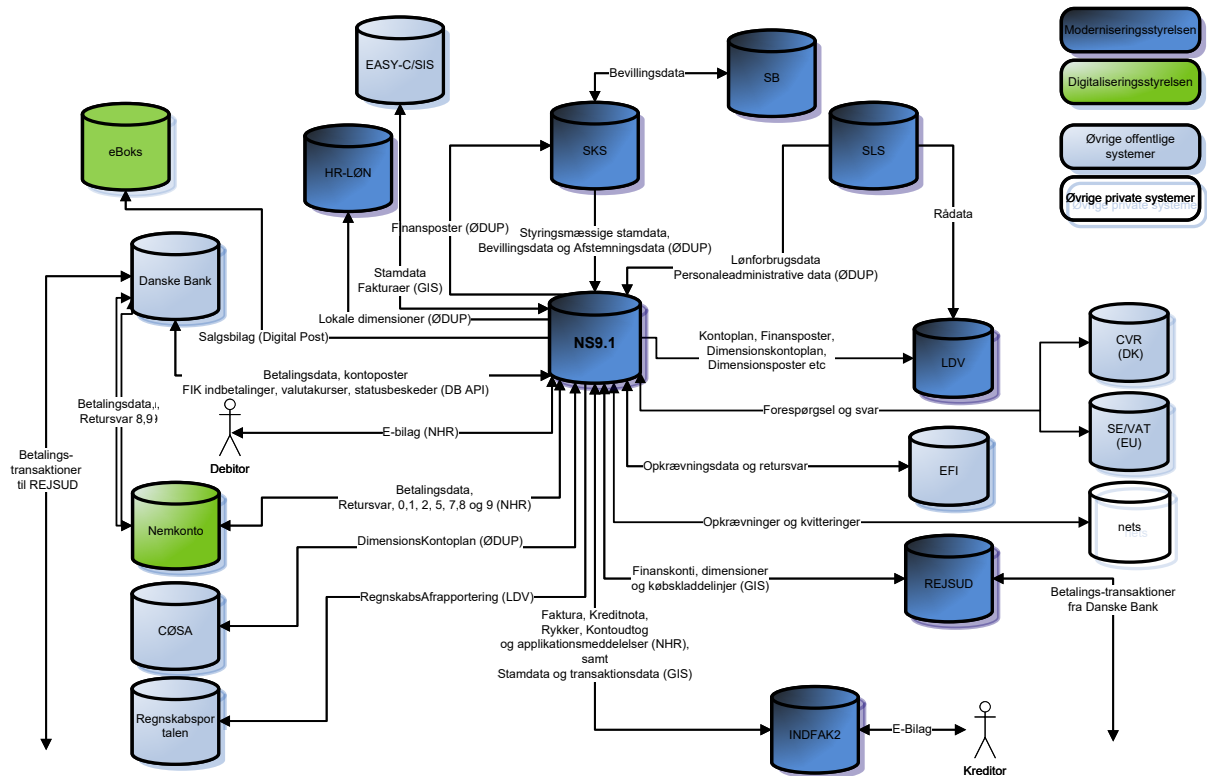 Moderniseringsstyrelsen
Digitaliseringsstyrelsen
Øvrige offentlige
systemer
Øvrige private systemer
EASY-C/SIS
Bevillingsdata
SB
eBoks
HR-LØN
SKS
SLS
Rådata
Finansposter (ØDUP)
Styringsmæssige stamdata,
Bevillingsdata og Afstemningsdata (ØDUP)
Lønforbrugsdata
Personaleadministrative data (ØDUP)
Danske Bank
Stamdata
Fakturaer (GIS)
Lokale dimensioner (ØDUP)
Salgsbilag (Digital Post)
NS9.1
Kontoplan, Finansposter,
Dimensionskontoplan,
Dimensionsposter etc
LDV
CVR
(DK)
Betalingsdata, kontoposter
FIK indbetalinger, valutakurser, statusbeskeder (DB API)
Betalingsdata,
Retursvar 8,9
Forespørgsel og svar
SE/VAT
(EU)
E-bilag (NHR)
Debitor
Betalings-
transaktioner
til REJSUD
Opkrævningsdata og retursvar
EFI
Betalingsdata,
Retursvar, 0,1, 2, 5, 7,8 og 9 (NHR)
Nemkonto
Opkrævninger og kvitteringer
nets
DimensionsKontoplan (ØDUP)
Finanskonti, dimensioner
og købskladdelinjer (GIS)
REJSUD
Betalings-transaktioner
fra Danske Bank
RegnskabsAfrapportering (LDV)
CØSA
Faktura, Kreditnota,
Rykker, Kontoudtog
og applikationsmeddelelser (NHR),
samt
Stamdata og transaktionsdata (GIS)
Regnskabspor
talen
INDFAK2
E-Bilag
Kreditor